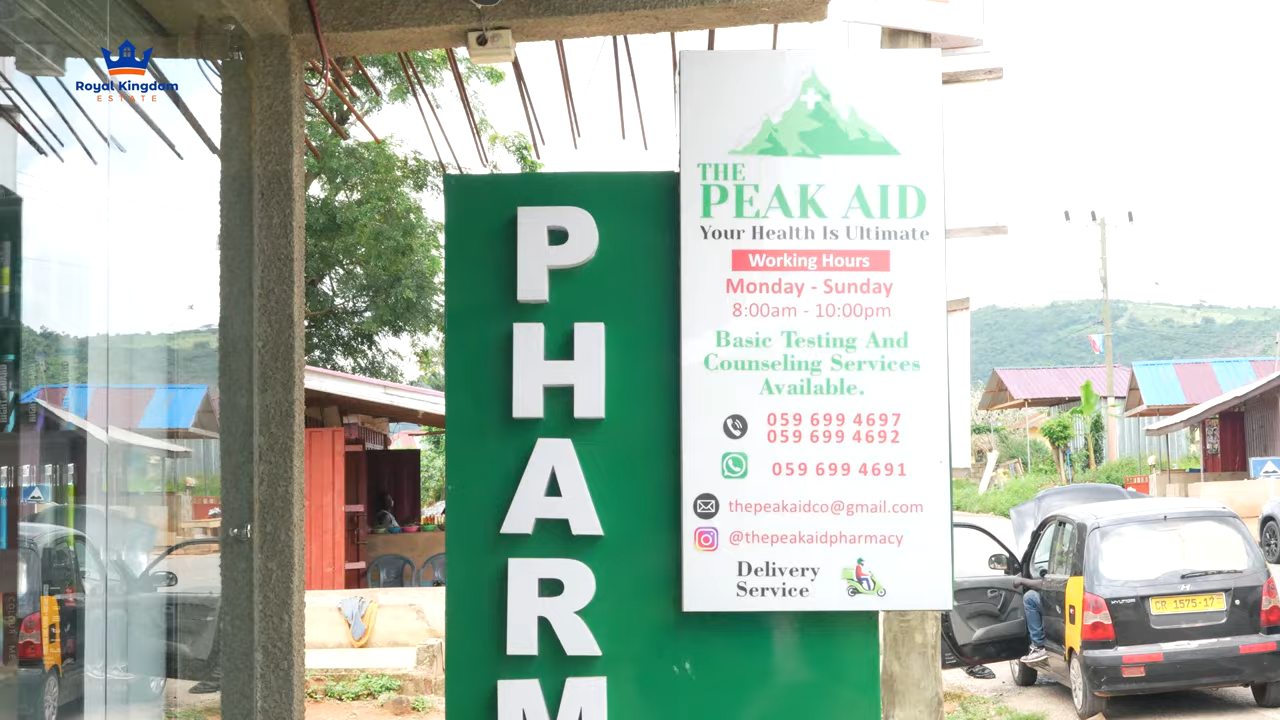 Royal Kingdom
ESTATE
P
H
A
R
M
THE
PEAK AID
Your Health Is Ultimate
Working Hours
Monday - Sunday
8:00am - 10:00pm
Basic Testing And
Counseling Services
Available.
059 699 4697
059 699 4692
059 699 4691
thepeakaidco@gmail.com
@thepeakaidpharmacy
Delivery
Service
CR 1575-17